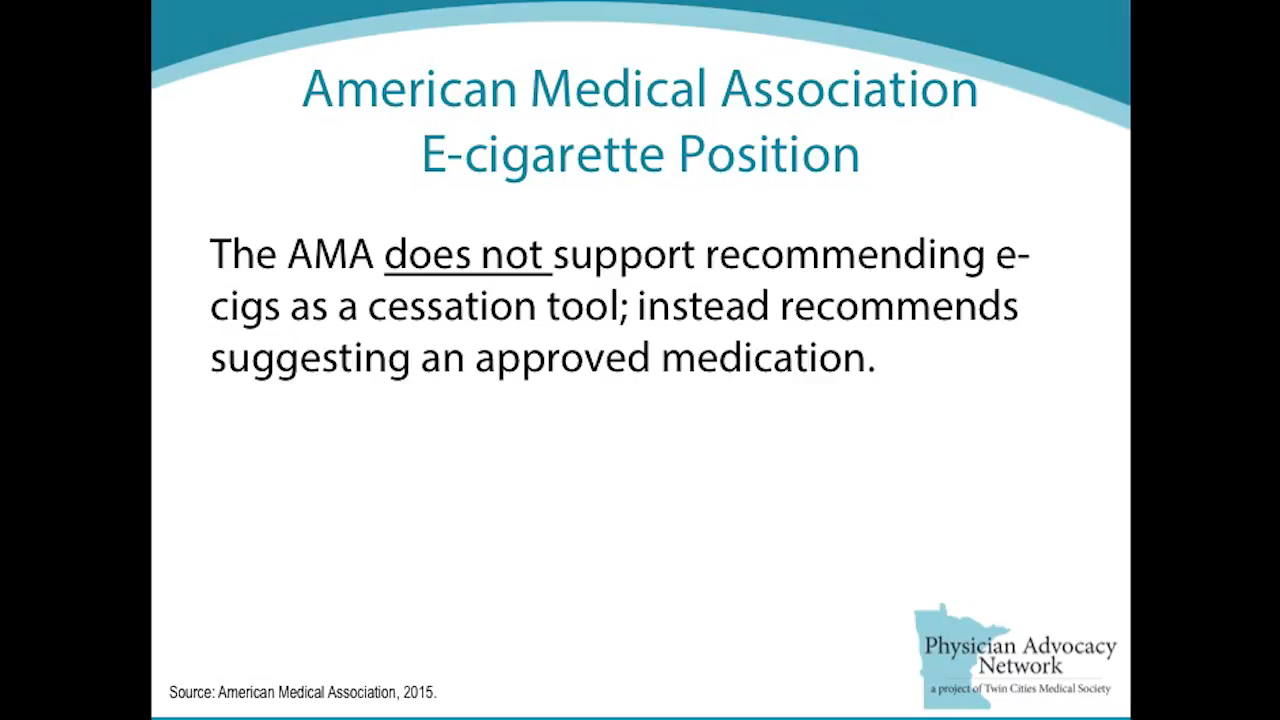 American Medical Association
E-cigarette Position
The AMA does not support recommending e-
cigs as a cessation tool; instead recommends
suggesting an approved medication.
Physician Advocacy
Network
a project of Twin Cities Medical Society
Source: American Medical Association, 2015.